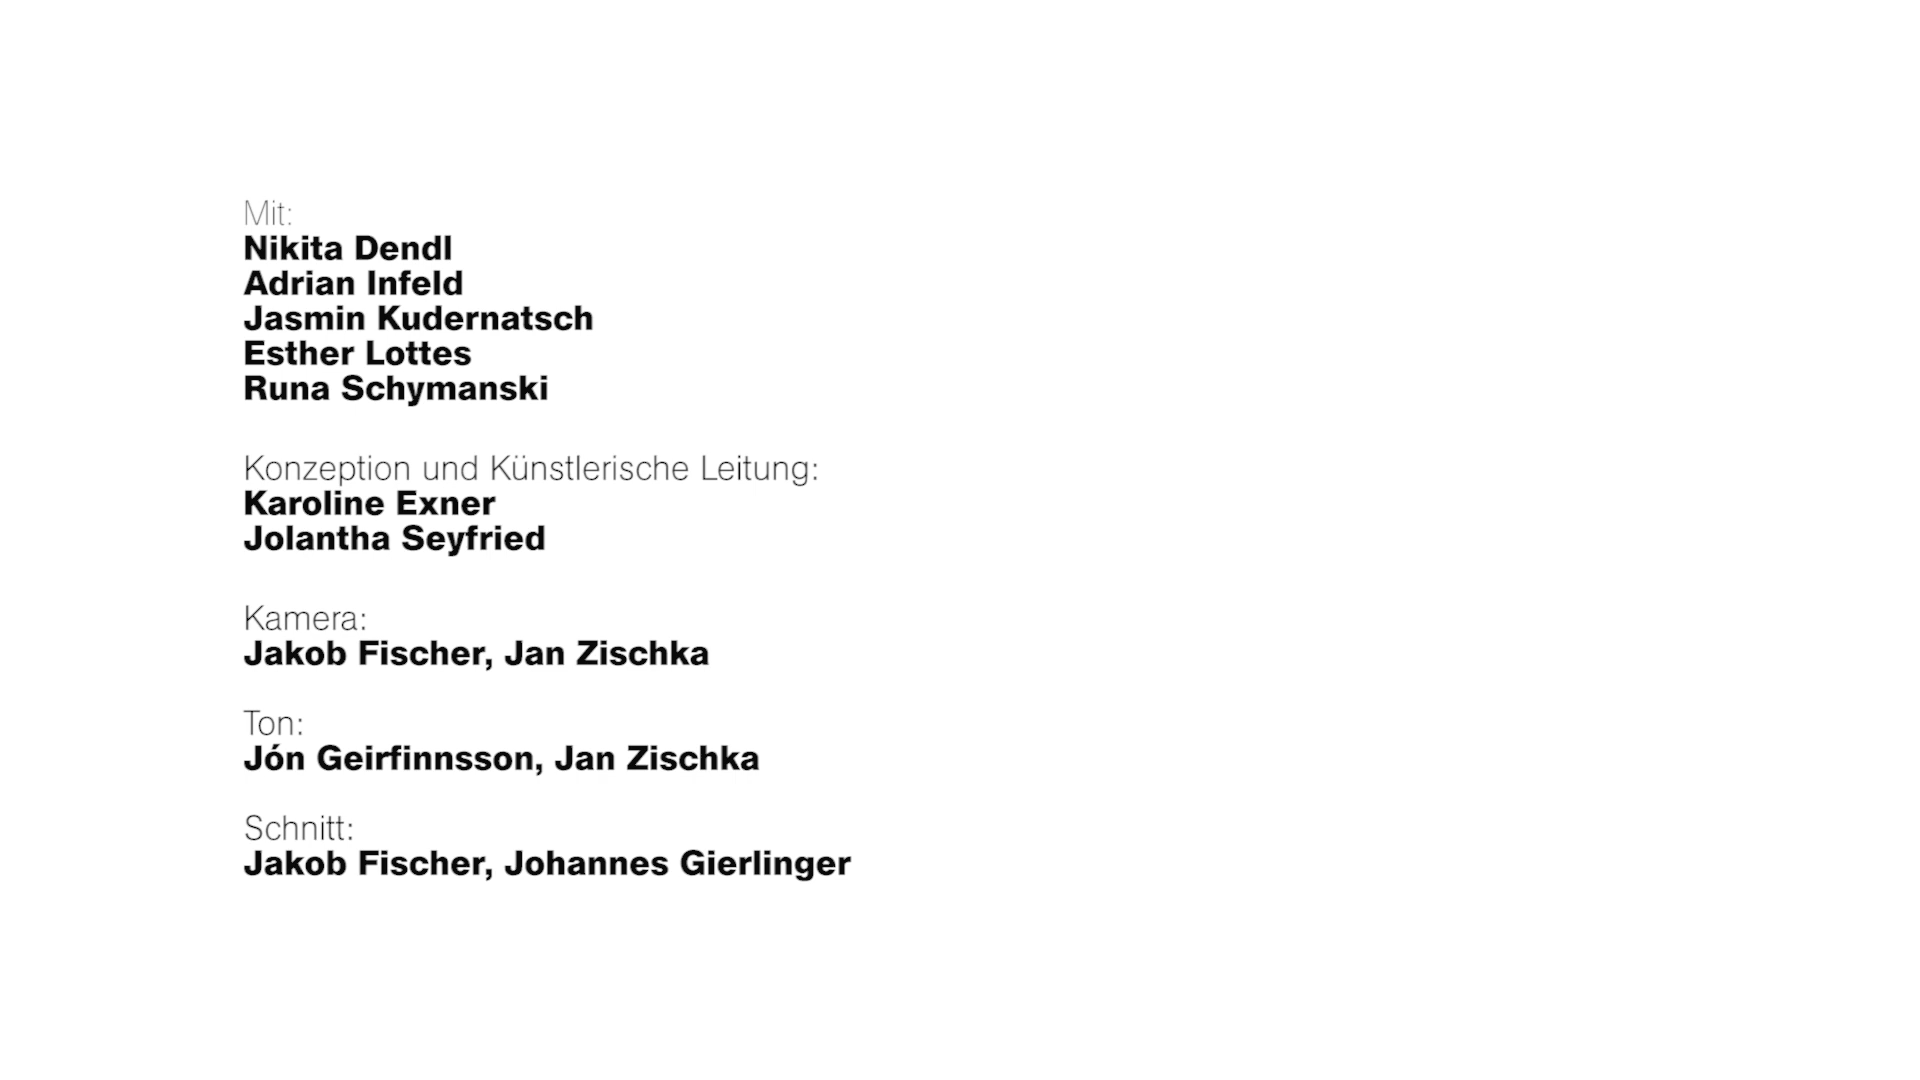 Mit:
Nikita Dendl
Adrian Infeld
Jasmin Kudernatsch
Esther Lottes
Runa Schymanski
Konzeption und Künstlerische Leitung:
Karoline Exner
Jolantha Seyfried
Kamera:
Jakob Fischer, Jan Zischka
Ton:
Jón Geirfinnsson, Jan Zischka
Schnitt:
Jakob Fischer, Johannes Gierlinger